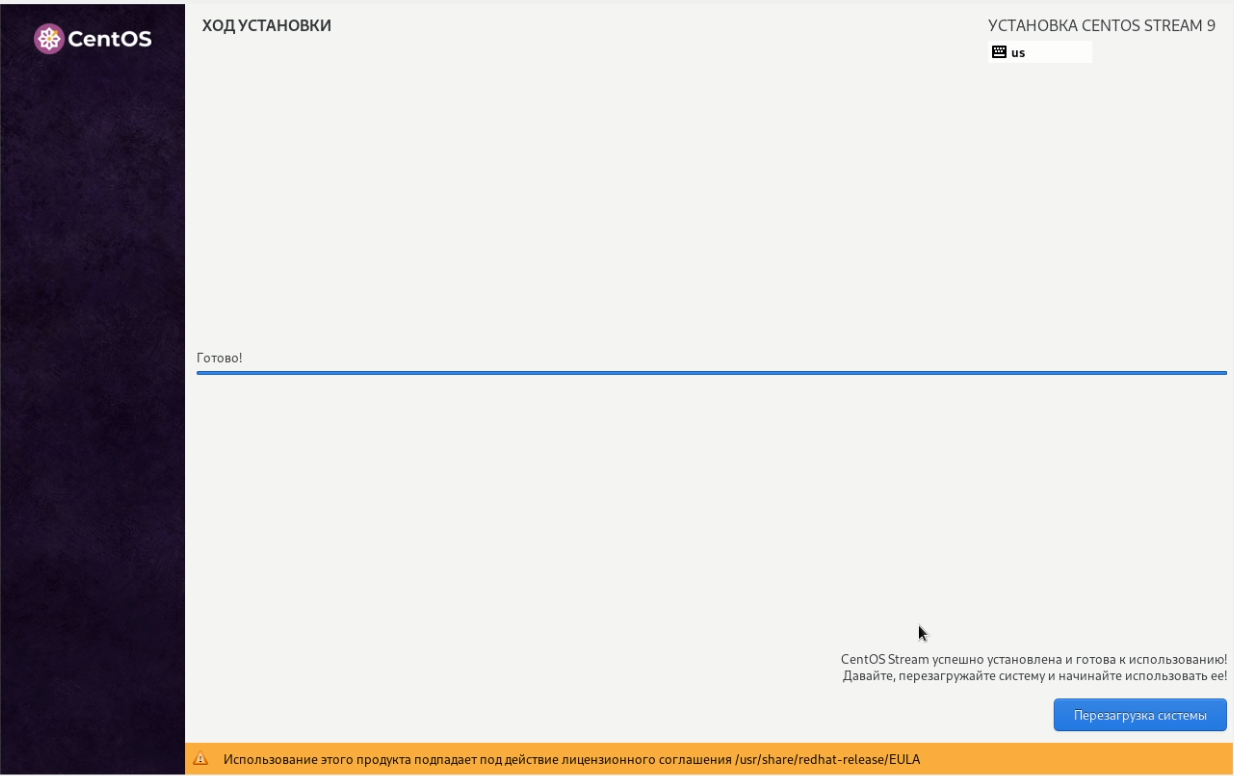 CentOS
ХОД УСТАНОВКИ
УСТАНОВКА CENTOS STREAM 9
us
Готово!
CentOS Stream успешно установлена и готова к использованию!
Давайте, перезагружайте систему и начинайте использовать ее!
Перезагрузка системы
Использование этого продукта подпадает под действие лицензионного соглашения /usr/share/redhat-release/EULA